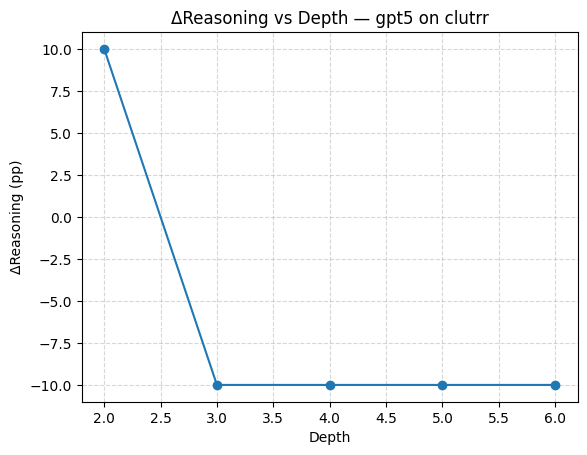 ΔReasoning vs Depth — gpt5 on clutrr
10.0
7.5
5.0
2.5
0.0
−2.5
−5.0
−7.5
−10.0
ΔReasoning (pp)
2.0 2.5 3.0 3.5 4.0 4.5 5.0 5.5 6.0
Depth